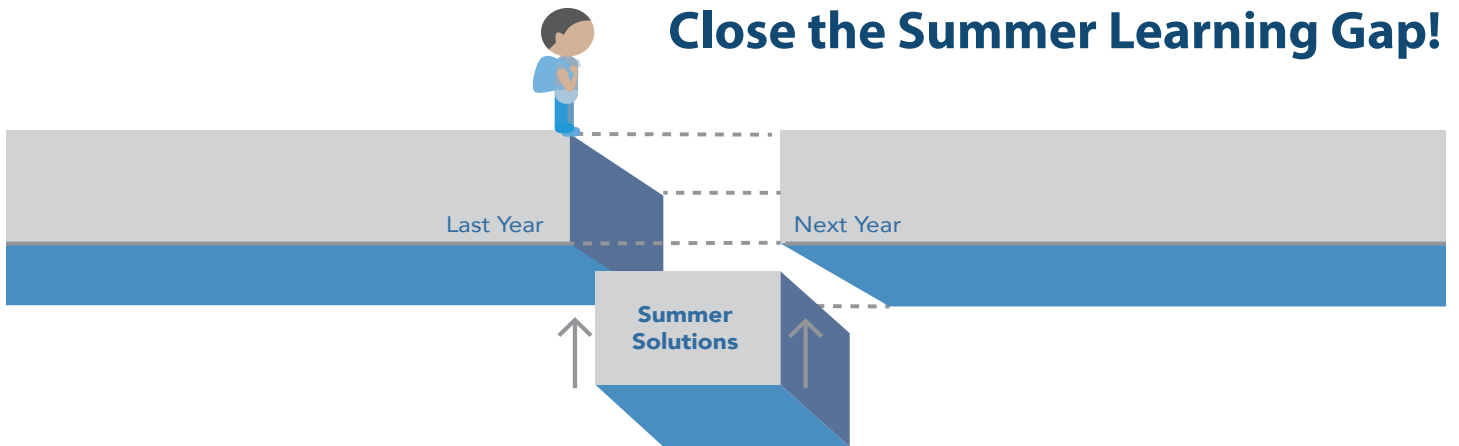 Close the Summer Learning Gap!
Last Year
Next Year
Summer
Solutions